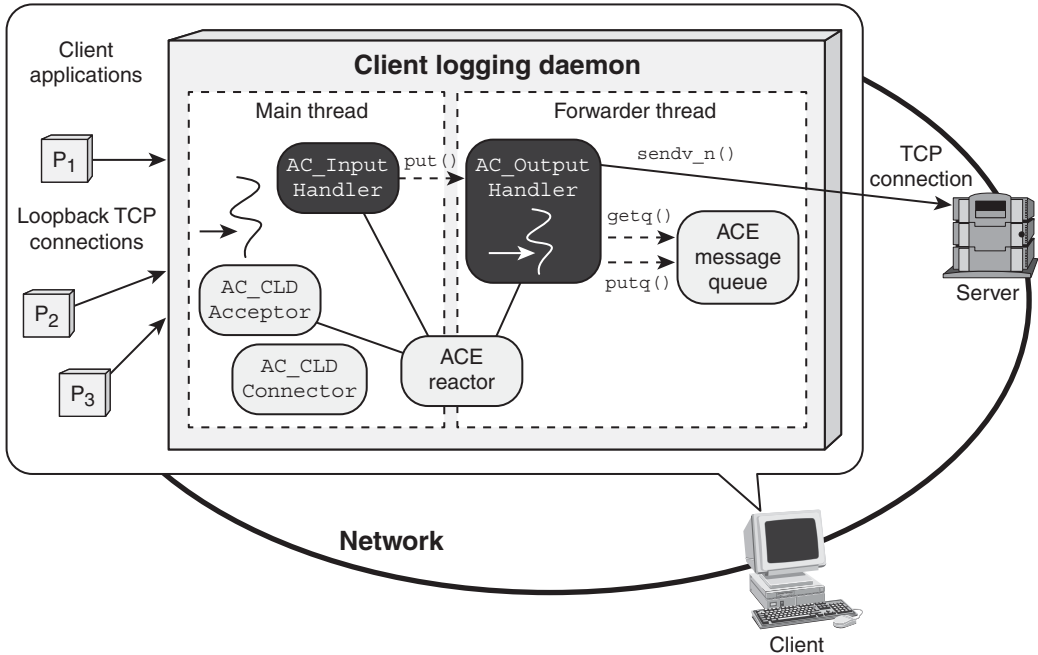 Client
applications
Client logging daemon
Main thread
Forwarder thread
P1
AC_Input
Handler
put()
AC_Output
Handler
sendv_n()
TCP
connection
Loopback TCP
connections
getq()
putq()
ACE
message
queue
Server
AC_CLD
Acceptor
P2
AC_CLD
Connector
ACE
reactor
P3
Network
Client